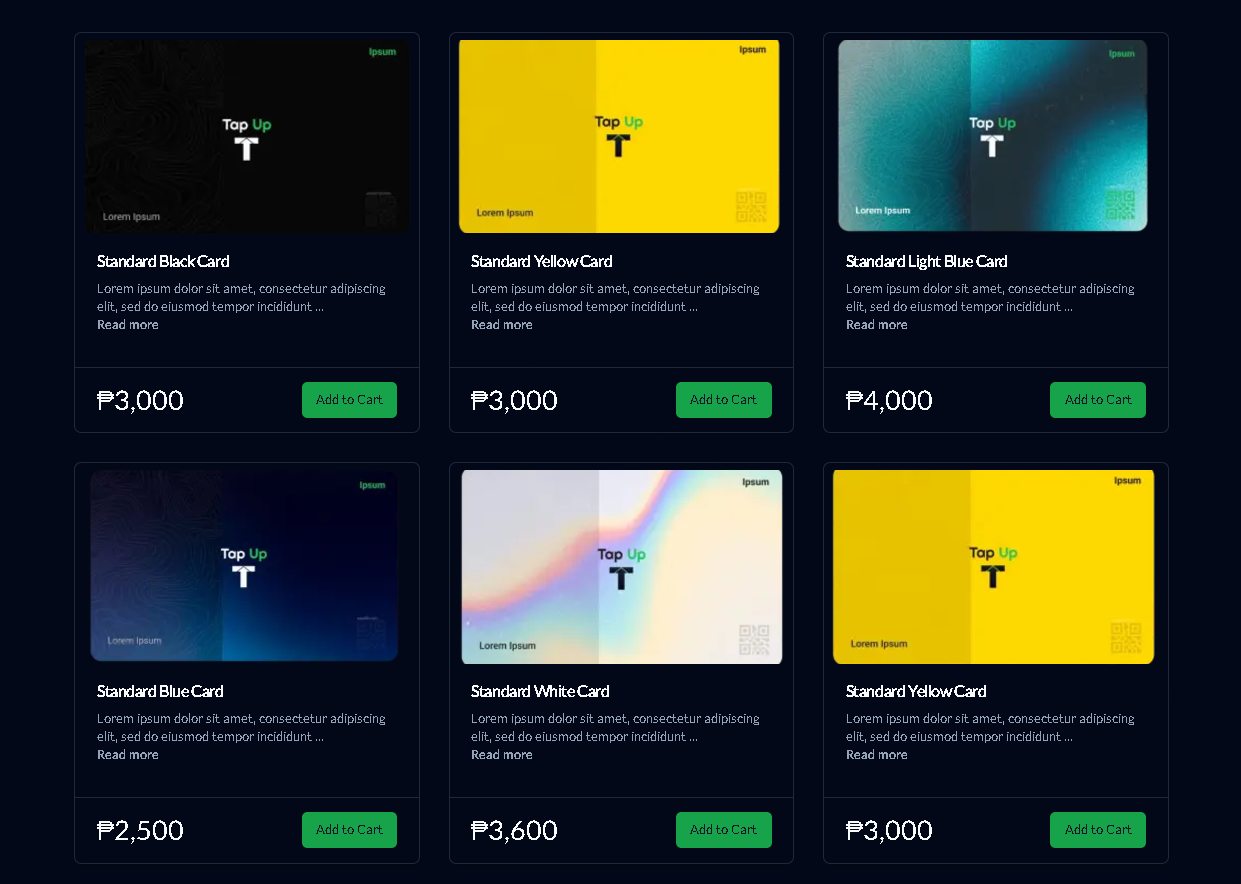 Ipsum
Tap Up
Lorem Ipsum
Standard Black Card
Lorem ipsum dolor sit amet, consectetur adipiscing
elit, sed do eiusmod tempor incididunt ...
Read more
₱3,000
Add to Cart
Ipsum
Tap Up
Lorem Ipsum
Standard Yellow Card
Lorem ipsum dolor sit amet, consectetur adipiscing
elit, sed do eiusmod tempor incididunt ...
Read more
₱3,000
Add to Cart
Ipsum
Tap Up
Lorem Ipsum
Standard Light Blue Card
Lorem ipsum dolor sit amet, consectetur adipiscing
elit, sed do eiusmod tempor incididunt ...
Read more
₱4,000
Add to Cart
Ipsum
Tap Up
Lorem Ipsum
Standard Blue Card
Lorem ipsum dolor sit amet, consectetur adipiscing
elit, sed do eiusmod tempor incididunt ...
Read more
₱2,500
Add to Cart
Ipsum
Tap Up
Lorem Ipsum
Standard White Card
Lorem ipsum dolor sit amet, consectetur adipiscing
elit, sed do eiusmod tempor incididunt ...
Read more
₱3,600
Add to Cart
Ipsum
Tap Up
Lorem Ipsum
Standard Yellow Card
Lorem ipsum dolor sit amet, consectetur adipiscing
elit, sed do eiusmod tempor incididunt ...
Read more
₱3,000
Add to Cart